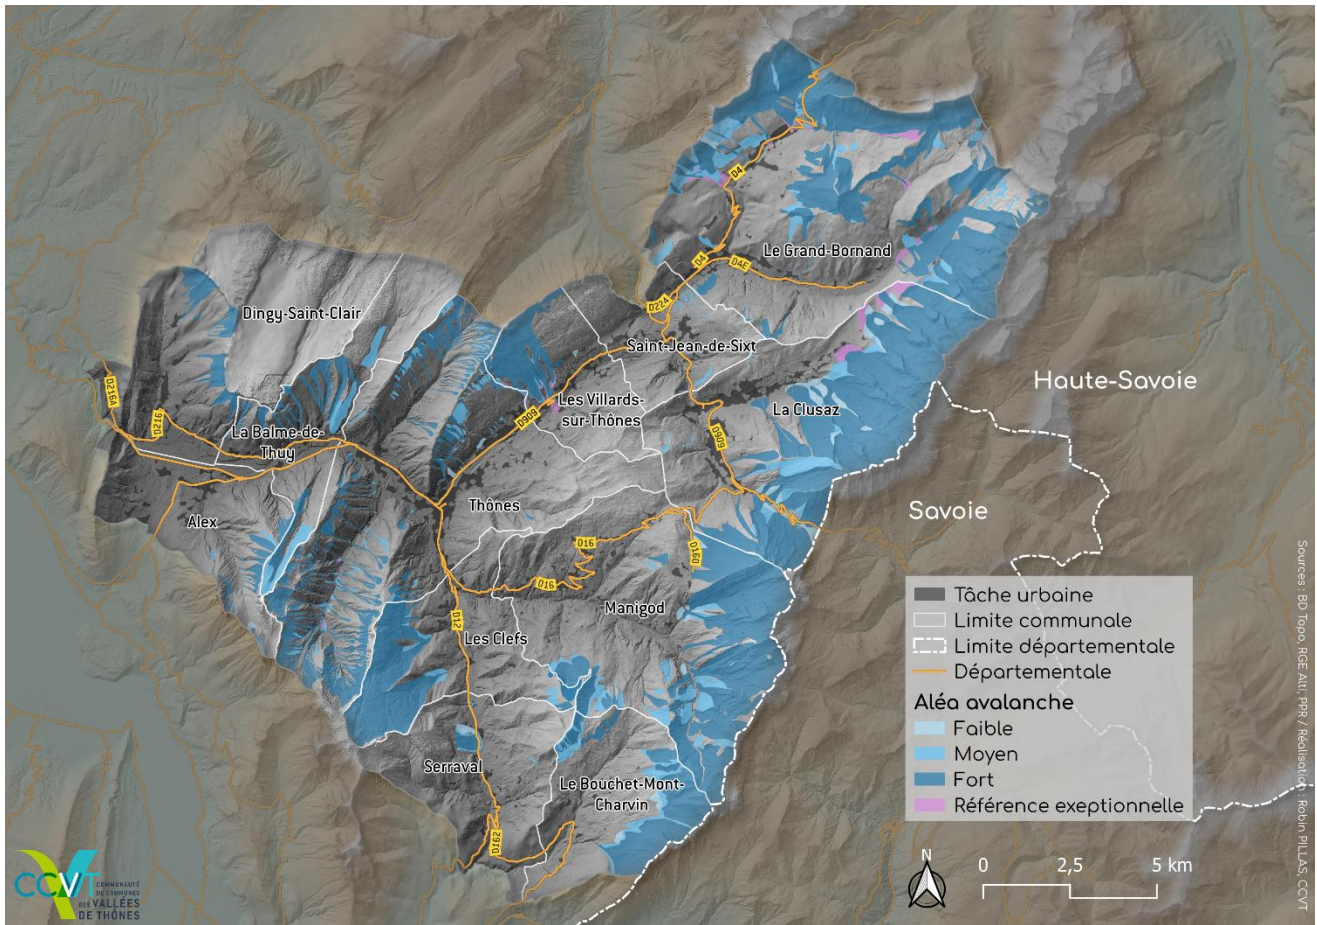 D4
Le Grand-Bornand
D4
D4E
D224
Dingy-Saint-Clair
Saint-Jean-de-Sixt
Haute-Savoie
D216A
D216
La Balme-de-
Thuy
D909
Les Villards-
sur-Thônes
La Clusaz
D909
Thônes
Alex
Savoie
D16
D160
D16
Manigod
D12
Les Clefs
Serraval
Le Bouchet-Mont-
Charvin
D162
Tâche urbaine
Limite communale
Limite départementale
Départementale
Aléa avalanche
Faible
Moyen
Fort
Référence exeptionnelle
N
0 2,5 5 km
Sources : BD Topo, RGE Alti, PPR / Réalisation : Robin PILLAS, CCVT
CCVT
COMMUNAUTÉ
DE COMMUNES
DES VALLÉES
DE THÔNES